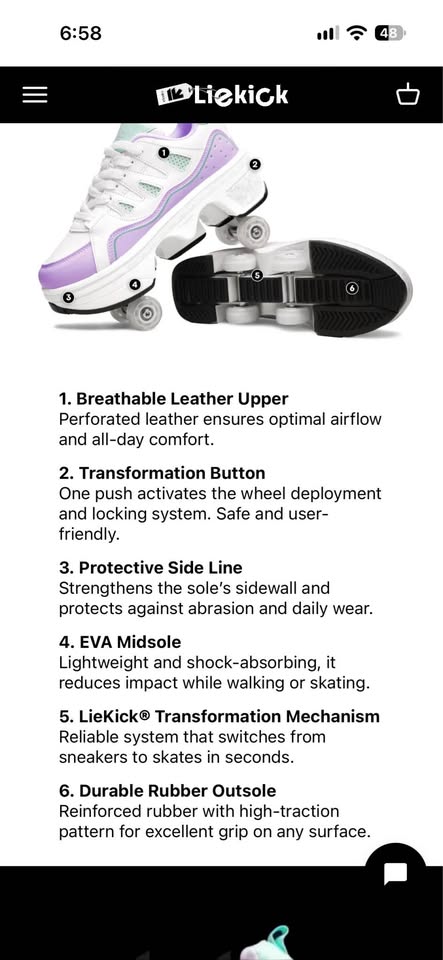 6:58
48
LiekicK
1
2
3
4
5
6
1. Breathable Leather Upper
Perforated leather ensures optimal airflow
and all-day comfort.
2. Transformation Button
One push activates the wheel deployment
and locking system. Safe and user-
friendly.
3. Protective Side Line
Strengthens the sole’s sidewall and
protects against abrasion and daily wear.
4. EVA Midsole
Lightweight and shock-absorbing, it
reduces impact while walking or skating.
5. LieKick® Transformation Mechanism
Reliable system that switches from
sneakers to skates in seconds.
6. Durable Rubber Outsole
Reinforced rubber with high-traction
pattern for excellent grip on any surface.